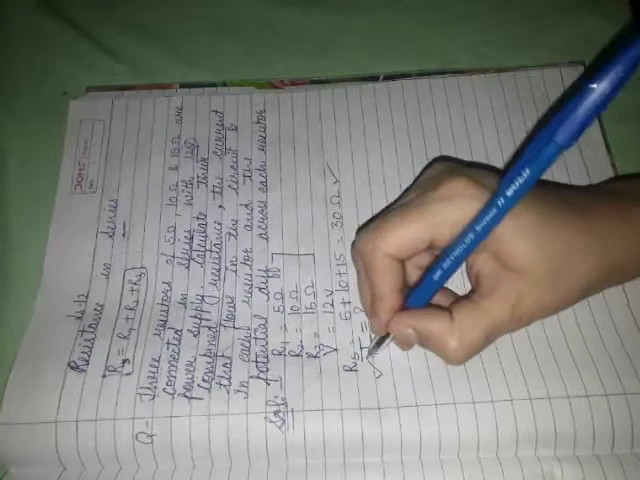 Resistance in series
Rs = R1 + R2 + R3
Q- Three resistors of 5Ω, 10Ω & 15Ω are
connected in series with 12V
power supply. Calculate their
combined resistance, the current
that flows in the circuit &
In each resistor and the
potential diff across each resistor.
Sol:-
R1 = 5Ω
R2 = 10Ω
R3 = 15Ω
V = 12V
Rs = 5+10+15 = 30Ω ✓
I = ?